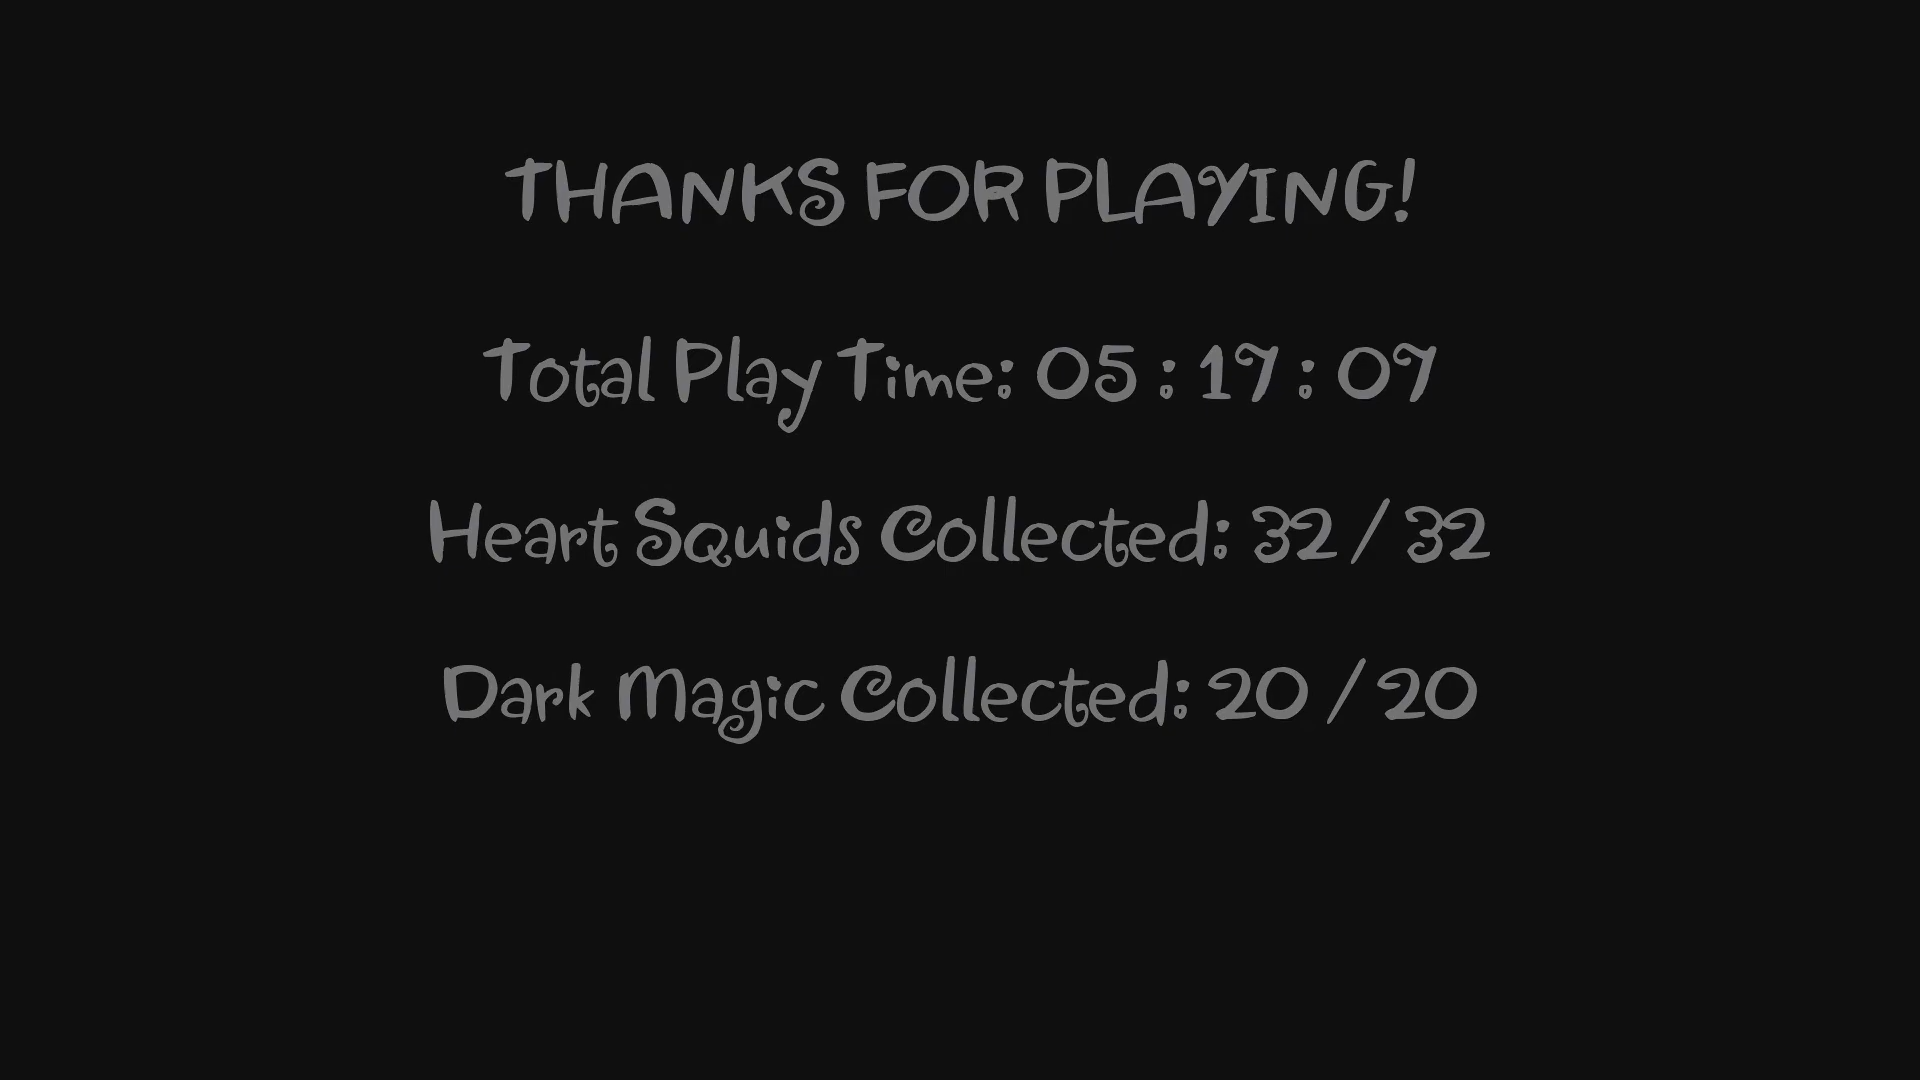 THANKS FOR PLAYING!
Total Play Time: 05 : 17 : 07
Heart Squids Collected: 32 / 32
Dark Magic Collected: 20 / 20